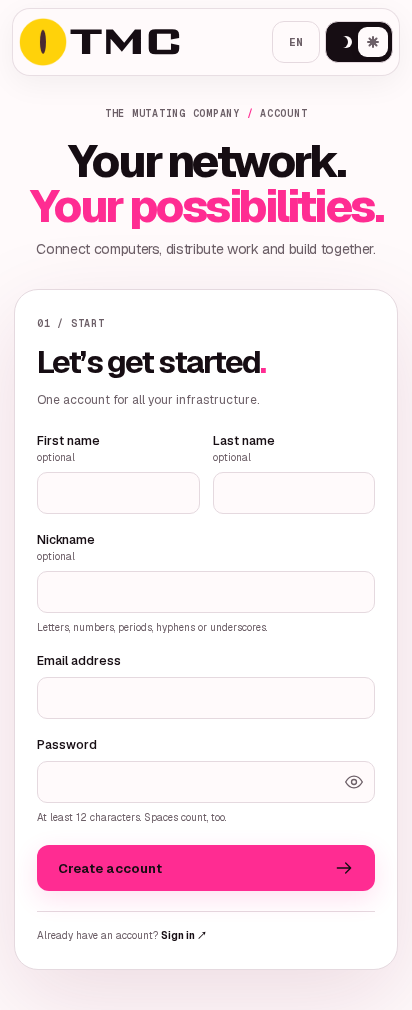 TMC
EN
THE MUTATING COMPANY / ACCOUNT
Your network.
Your possibilities.
Connect computers, distribute work and build together.
01 / START
Let's get started.
One account for all your infrastructure.
First name
optional
Last name
optional
Nickname
optional
Letters, numbers, periods, hyphens or underscores.
Email address
Password
At least 12 characters. Spaces count, too.
Create account →
Already have an account? Sign in ↗